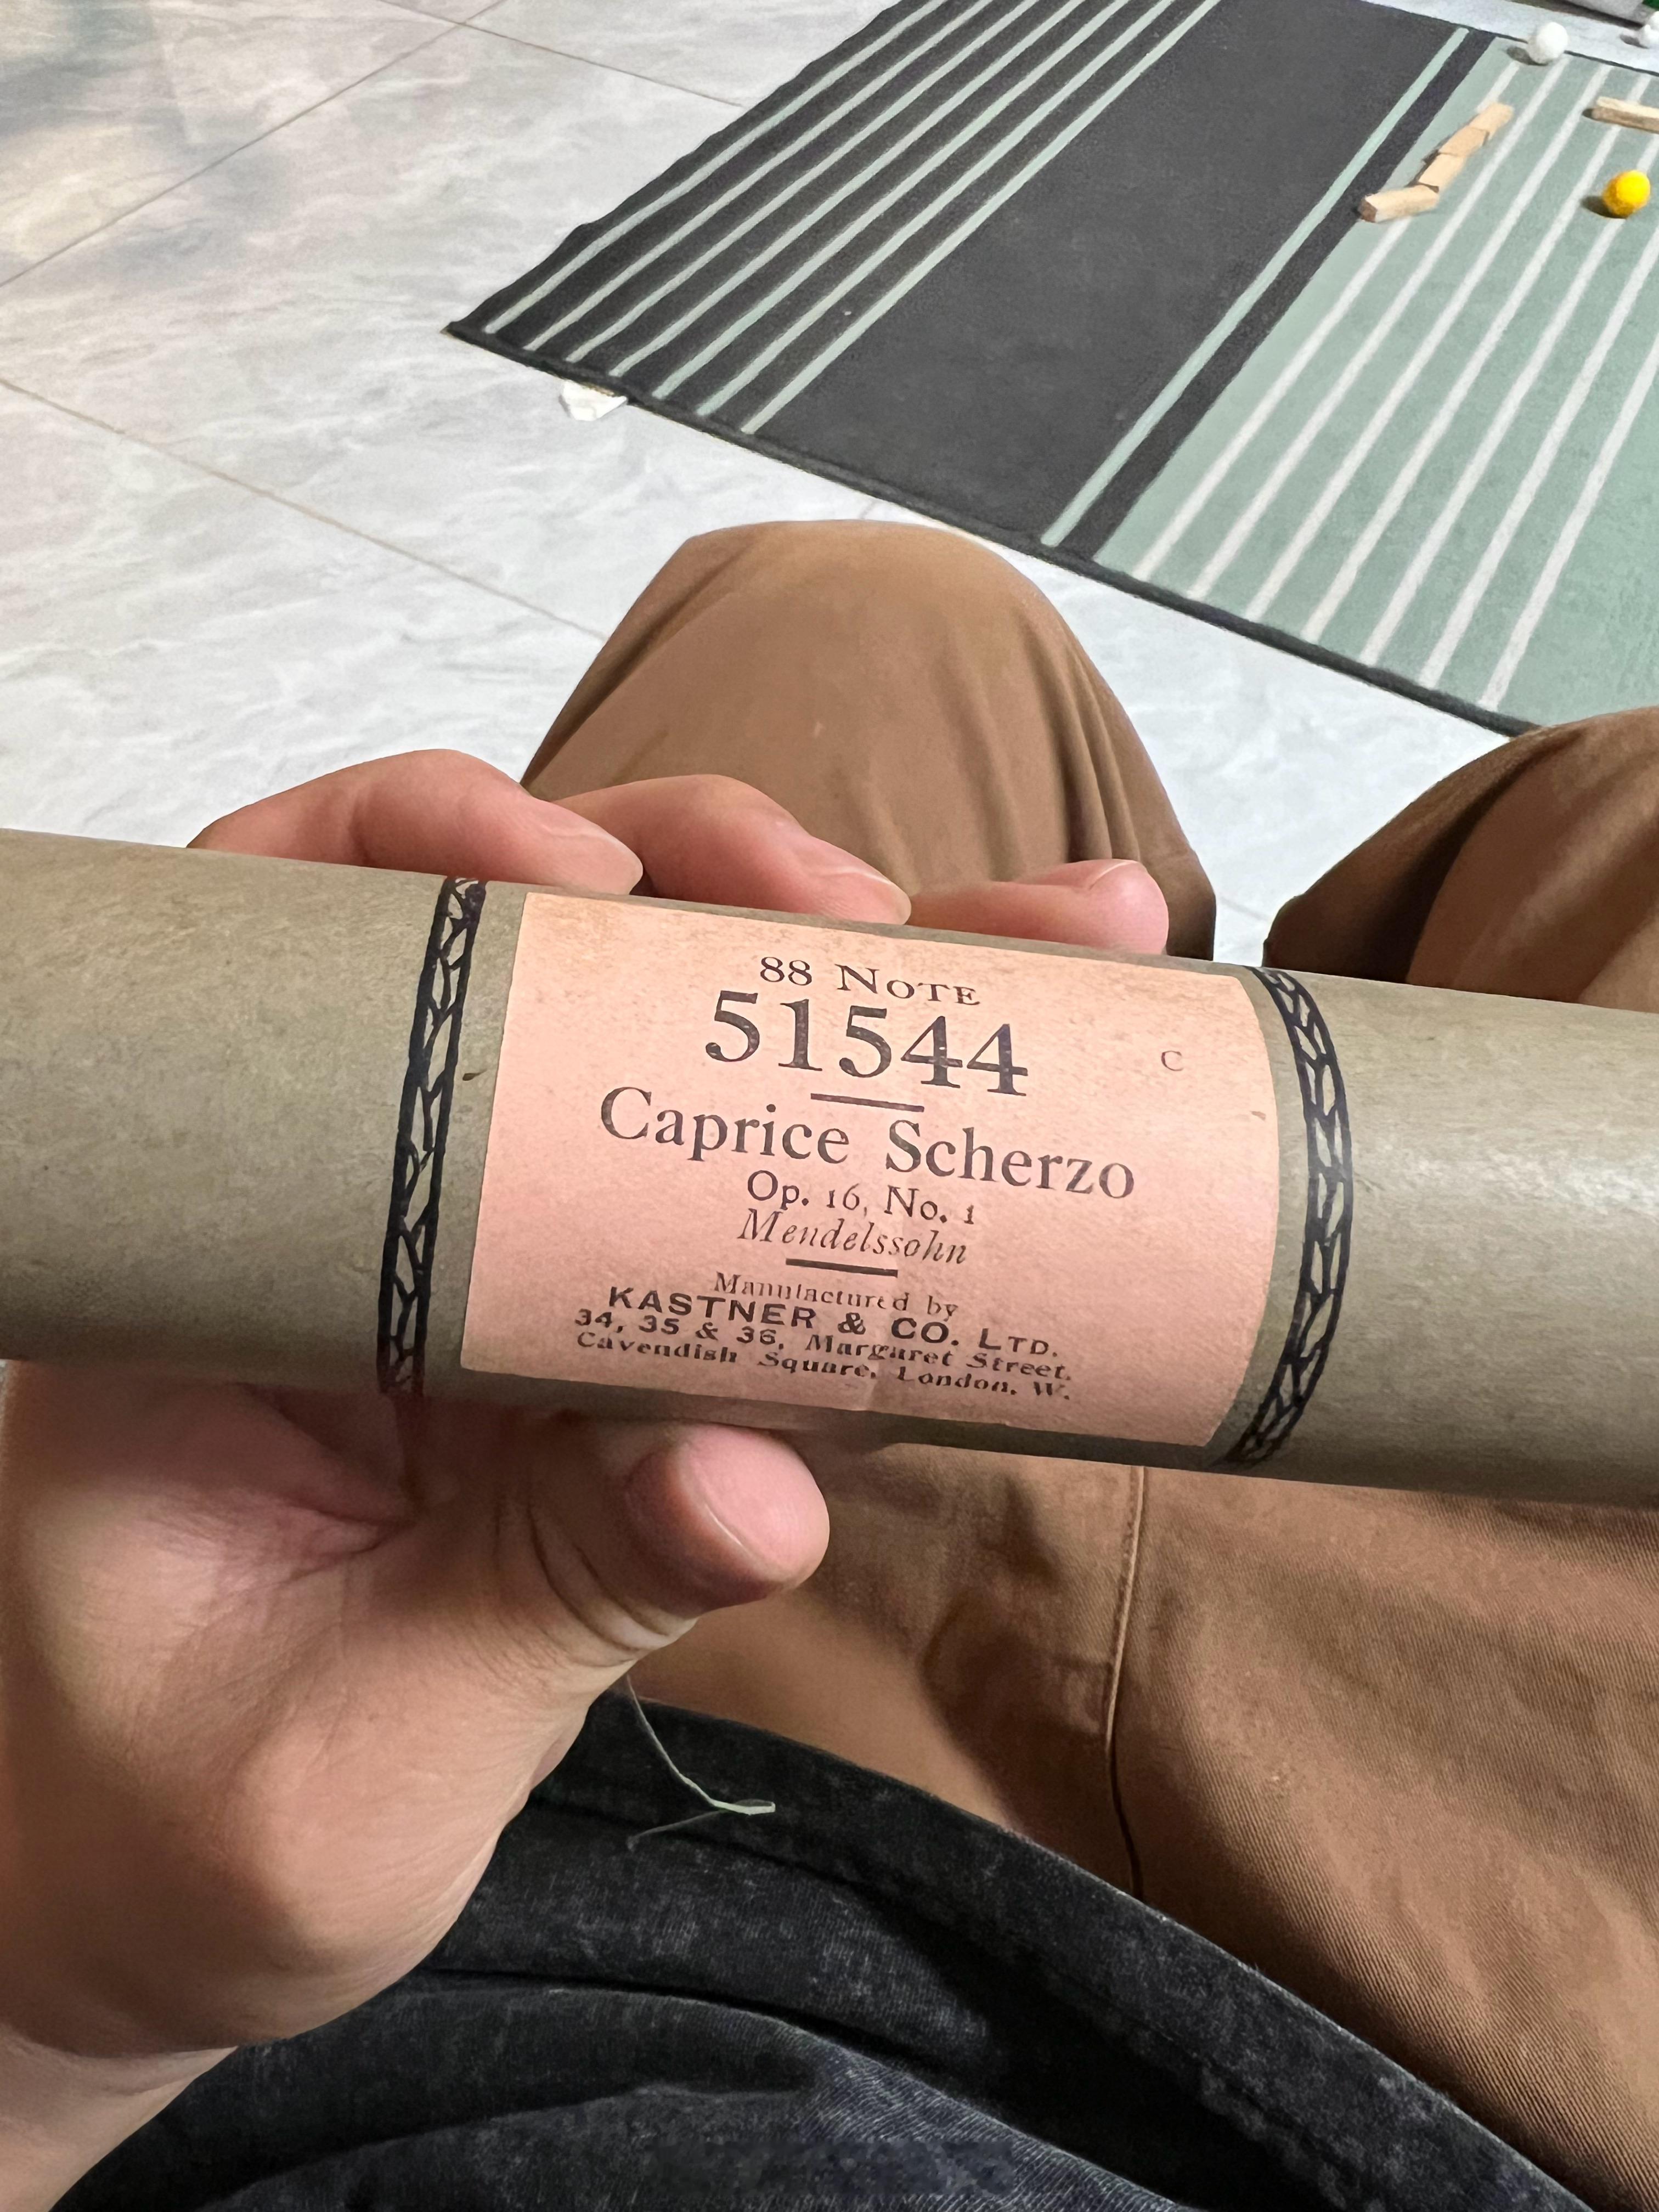 88 NOTE
51544
C
Caprice Scherzo
Op. 16, No. 1
Mendelssohn
Manufactured by
KASTNER & CO. LTD.
34, 35 & 36, Margaret Street,
Cavendish Square, London, W.